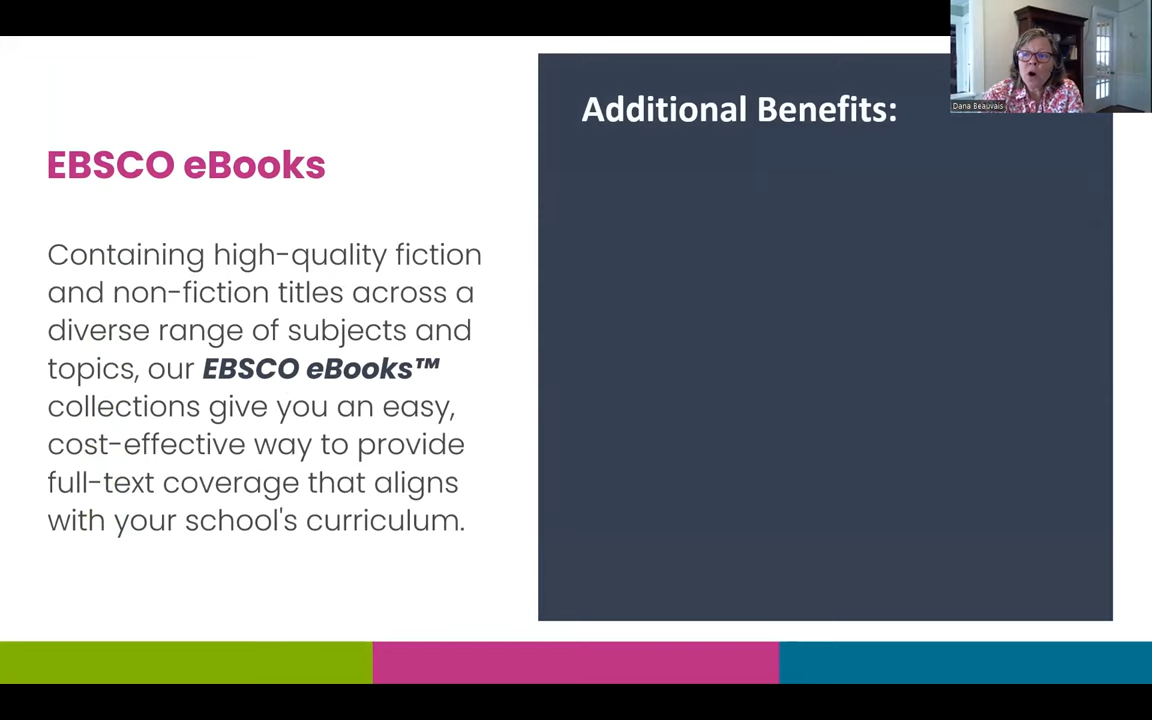 EBSCO eBooks
Containing high-quality fiction
and non-fiction titles across a
diverse range of subjects and
topics, our EBSCO eBooks™
collections give you an easy,
cost-effective way to provide
full-text coverage that aligns
with your school's curriculum.
Additional Benefits:
Dana Beauvais